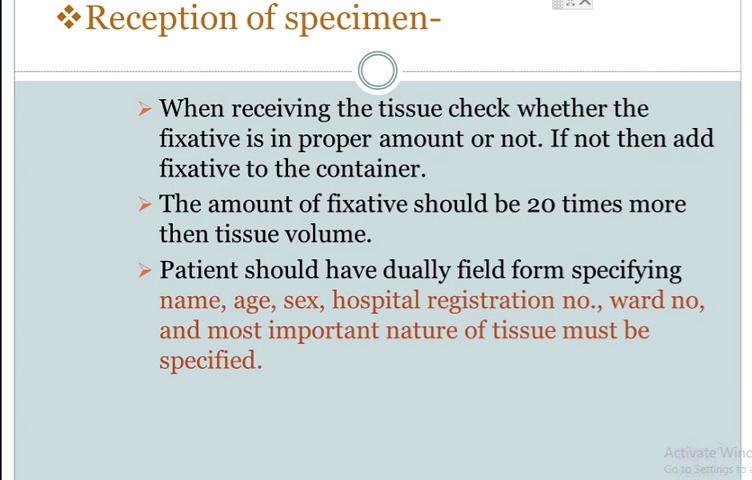 Reception of specimen-
When receiving the tissue check whether the
fixative is in proper amount or not. If not then add
fixative to the container.
The amount of fixative should be 20 times more
then tissue volume.
Patient should have dually field form specifying
name, age, sex, hospital registration no., ward no,
and most important nature of tissue must be
specified.
Activate Wind
Go to Settings to a